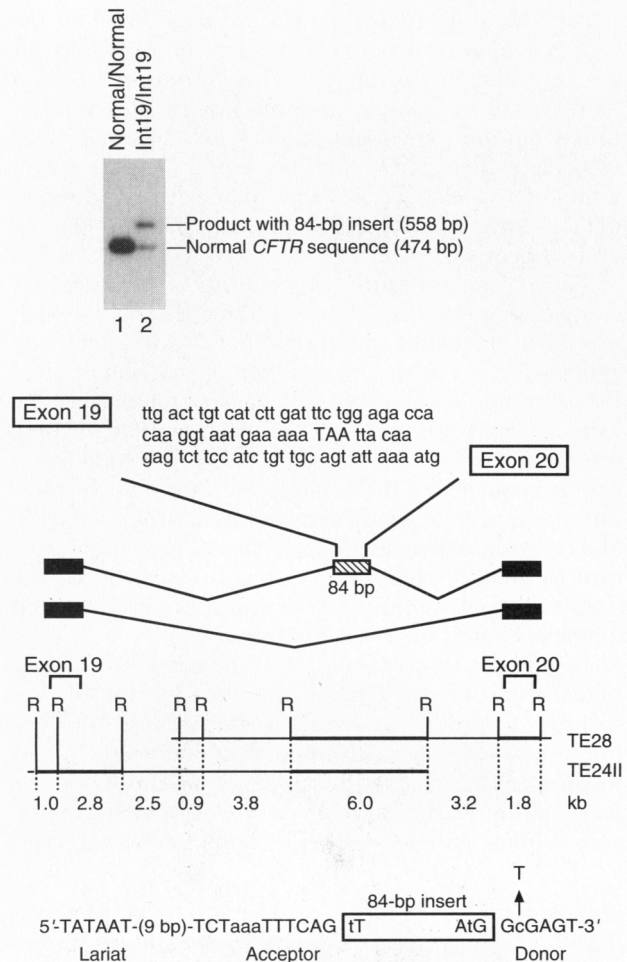 Normal/Normal
Int19/Int19
Product with 84-bp insert (558 bp)
Normal CFTR sequence (474 bp)
1 2
Exon 19
ttg act tgt cat ctt gat ttc tgg aga cca
caa ggt aat gaa aaa TAA tta caa
gag tct tcc atc tgt tgc agt att aaa atg
Exon 20
84 bp
Exon 19 Exon 20
R R R R R R R R R
TE28
TE24II
1.0 2.8 2.5 0.9 3.8 6.0 3.2 1.8 kb
T
84-bp insert
5'-TATAAT-(9 bp)-TCTaaaTTTCAG tT AtG GcGAGT-3'
Lariat Acceptor Donor